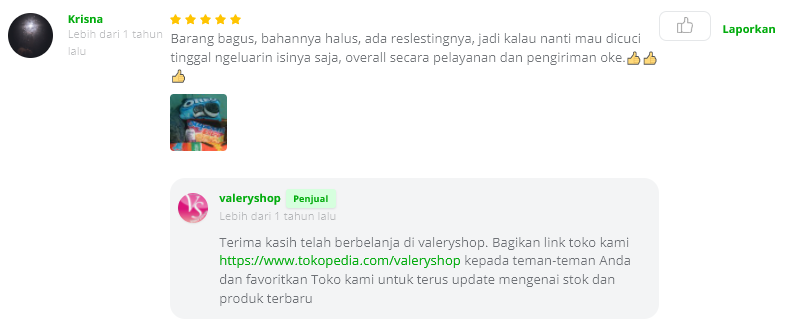 Krisna
Lebih dari 1 tahun
lalu
Barang bagus, bahannya halus, ada reslestingnya, jadi kalau nanti mau dicuci
tinggal ngeluarin isinya saja, overall secara pelayanan dan pengiriman oke.👍👍
👍
Laporkan
valeryshop Penjual
Lebih dari 1 tahun lalu
Terima kasih telah berbelanja di valeryshop. Bagikan link toko kami
https://www.tokopedia.com/valeryshop kepada teman-teman Anda
dan favoritkan Toko kami untuk terus update mengenai stok dan
produk terbaru